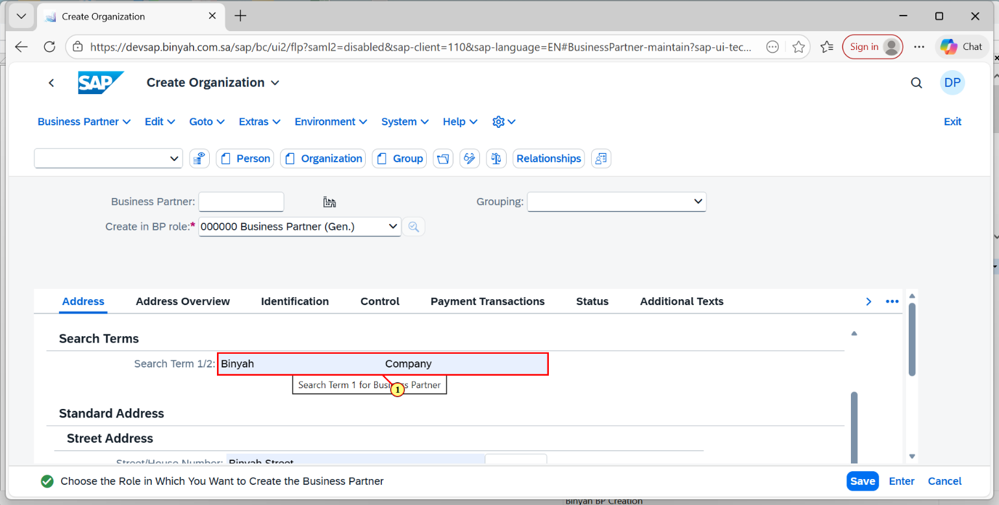 Create Organization
https://devsap.binyah.com.sa/sap/bc/ui2/flp?saml2=disabled&sap-client=110&sap-language=EN#BusinessPartner-maintain?sap-ui-tec...
Sign in
Chat
SAP
Create Organization
DP
Business Partner
Edit
Goto
Extras
Environment
System
Help
Exit
Person
Organization
Group
Relationships
Business Partner:
Grouping:
Create in BP role:* 000000 Business Partner (Gen.)
Address
Address Overview
Identification
Control
Payment Transactions
Status
Additional Texts
Search Terms
Search Term 1/2: Binyah Company
Search Term 1 for Business Partner
1
Standard Address
Street Address
Street/House Number: Binyah Street
Choose the Role in Which You Want to Create the Business Partner
Save
Enter
Cancel
Binyah BP Creation